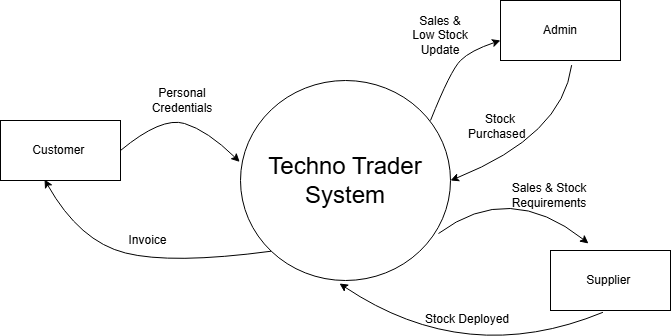 Sales &
Low Stock
Update
Admin
Personal
Credentials
Stock
Purchased
Customer
Techno Trader
System
Sales & Stock
Requirements
Invoice
Supplier
Stock Deployed